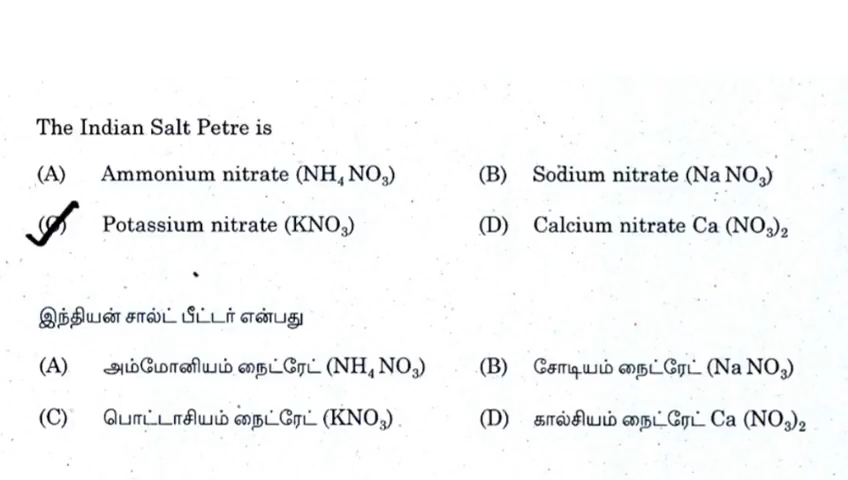 The Indian Salt Petre is
(A) Ammonium nitrate (NH₄ NO₃) (B) Sodium nitrate (Na NO₃)
(C) Potassium nitrate (KNO₃) (D) Calcium nitrate Ca (NO₃)₂
இந்தியன் சால்ட் பீட்டர் என்பது
(A) அம்மோனியம் நைட்ரேட் (NH₄ NO₃) (B) சோடியம் நைட்ரேட் (Na NO₃)
(C) பொட்டாசியம் நைட்ரேட் (KNO₃) (D) கால்சியம் நைட்ரேட் Ca (NO₃)₂